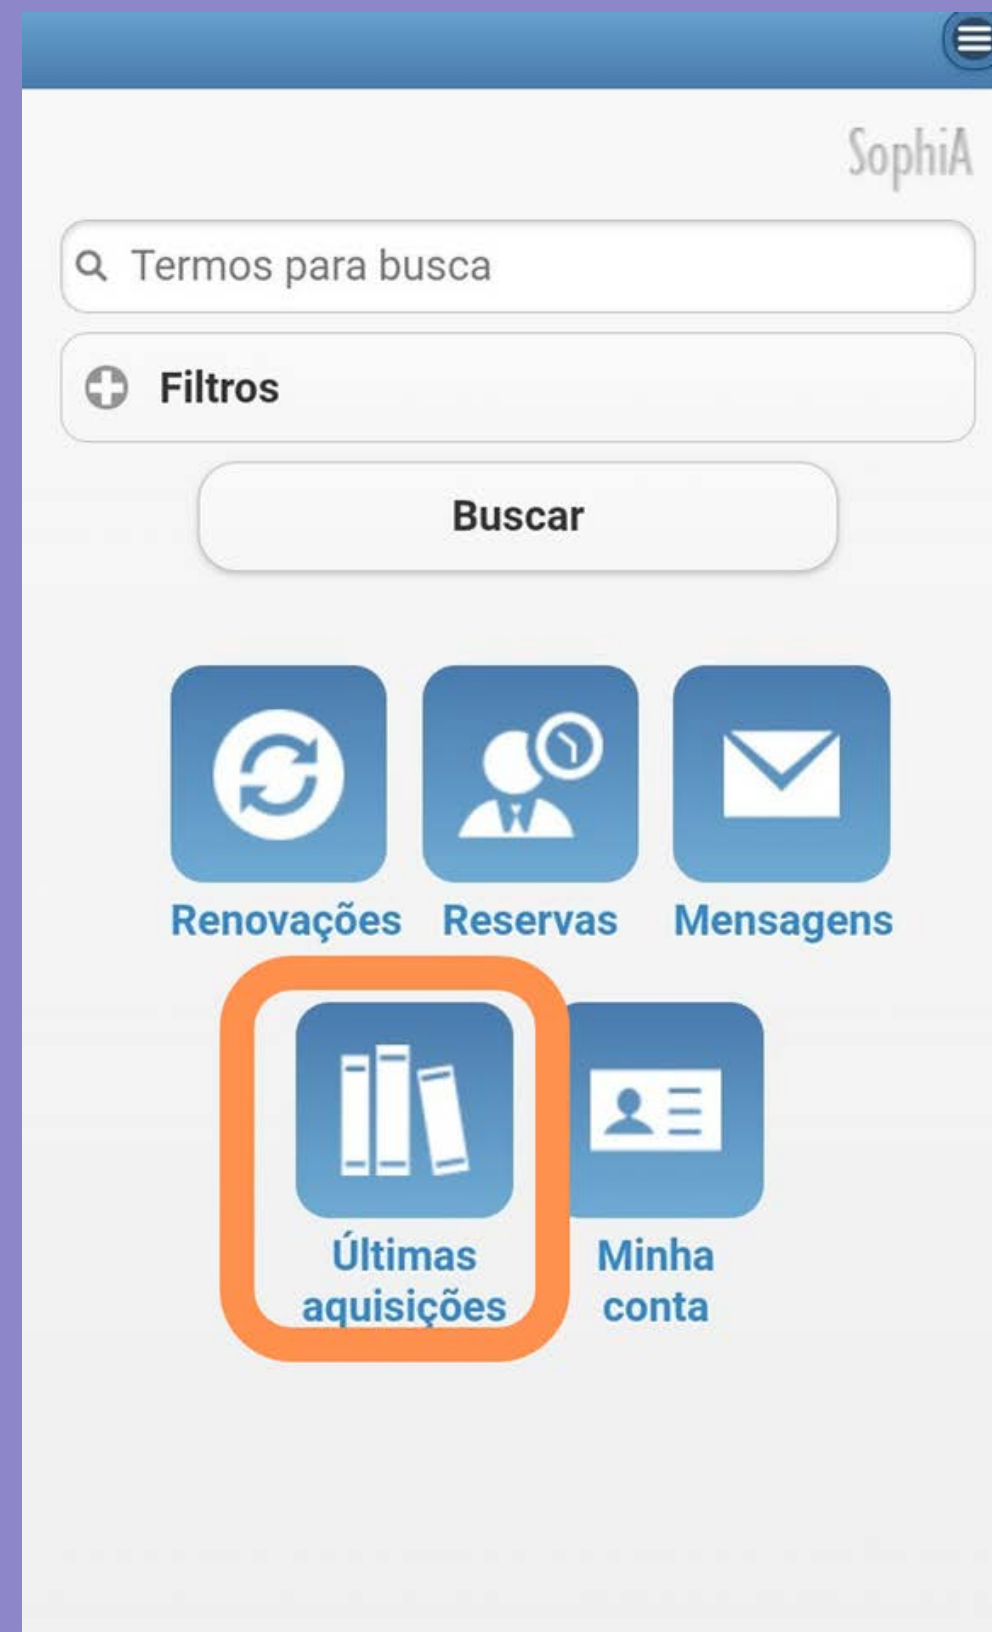 SophiA
Termos para busca
Filtros
Buscar
Renovações Reservas Mensagens
Últimas
aquisições
Minha
conta